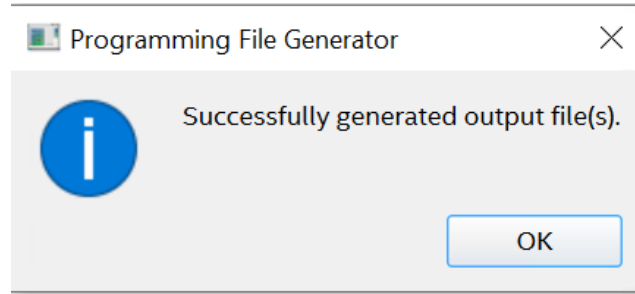 Programming File Generator
Successfully generated output file(s).
OK